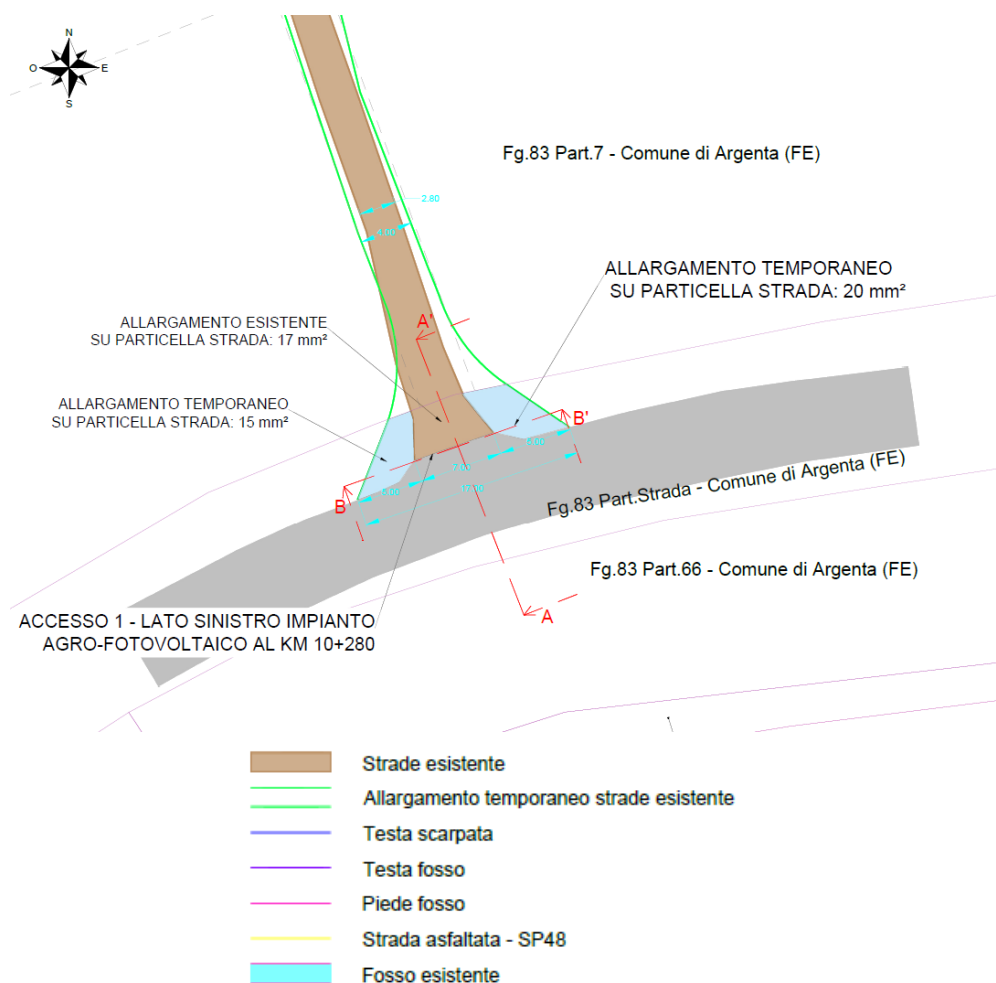 N
O
E
S
Fg.83 Part.7 - Comune di Argenta (FE)
2.80
4.00
ALLARGAMENTO TEMPORANEO
SU PARTICELLA STRADA: 20 mm²
A'
ALLARGAMENTO ESISTENTE
SU PARTICELLA STRADA: 17 mm²
ALLARGAMENTO TEMPORANEO
SU PARTICELLA STRADA: 15 mm²
B'
5.00
7.00
5.00
17.00
B
Fg.83 Part.Strada - Comune di Argenta (FE)
Fg.83 Part.66 - Comune di Argenta (FE)
A
ACCESSO 1 - LATO SINISTRO IMPIANTO
AGRO-FOTOVOLTAICO AL KM 10+280
Strade esistente
Allargamento temporaneo strade esistente
Testa scarpata
Testa fosso
Piede fosso
Strada asfaltata - SP48
Fosso esistente